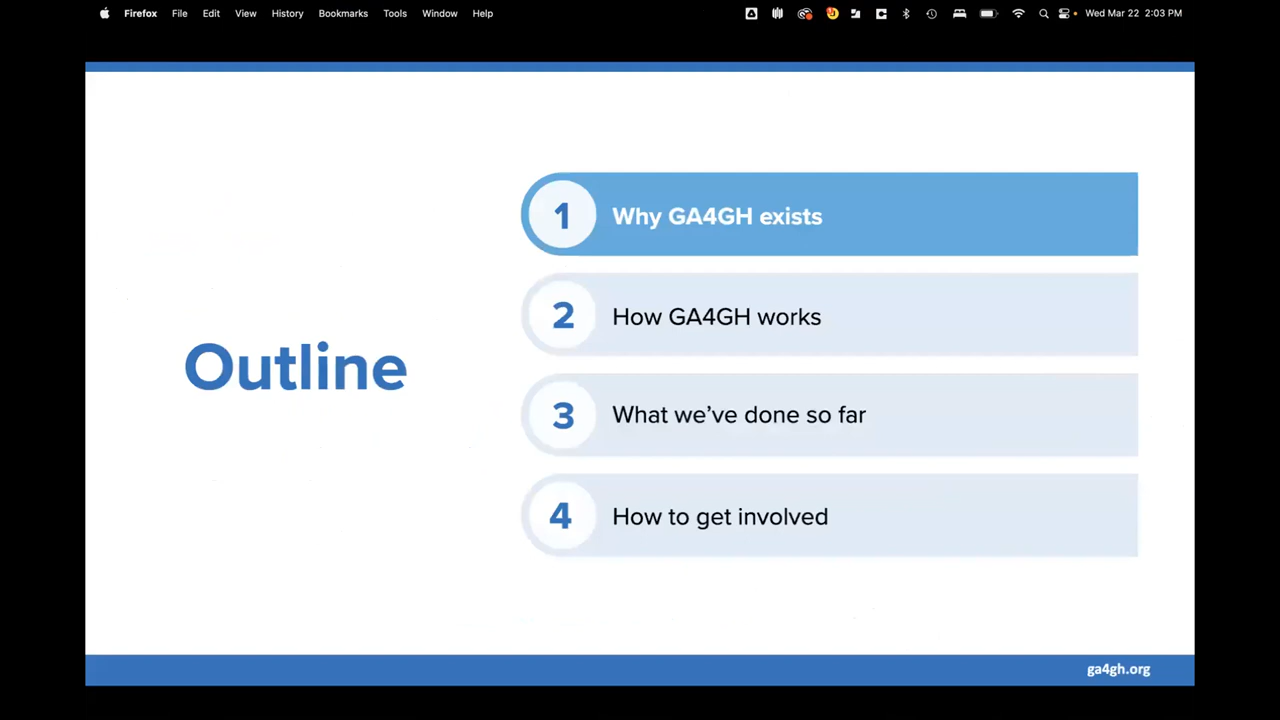 Firefox File Edit View History Bookmarks Tools Window Help Wed Mar 22 2:03 PM
Outline
1 Why GA4GH exists
2 How GA4GH works
3 What we’ve done so far
4 How to get involved
ga4gh.org